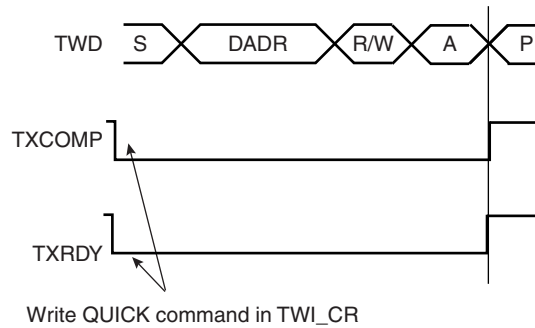 TWD S DADR R/W A P
TXCOMP
TXRDY
Write QUICK command in TWI_CR